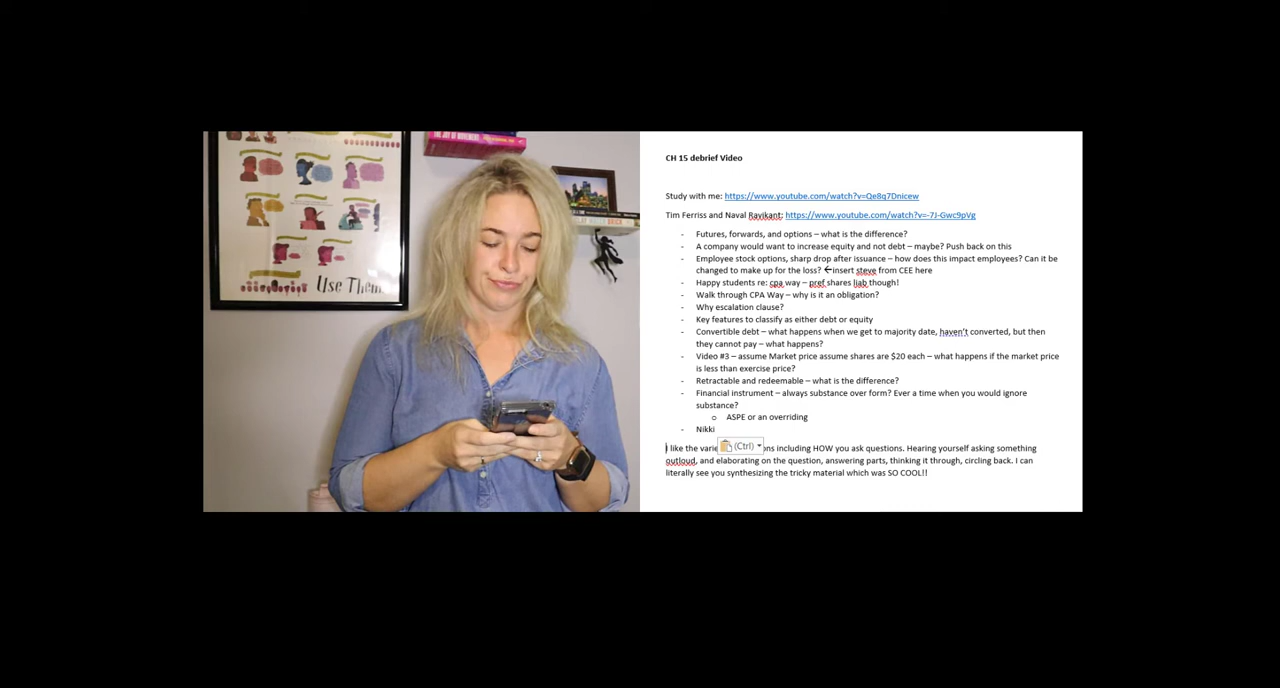 Use Them
CH 15 debrief Video
Study with me: https://www.youtube.com/watch?v=Qe8q7Dnicew
Tim Ferriss and Naval Ravikant: https://www.youtube.com/watch?v=-7J-Gwc9pVg
- Futures, forwards, and options – what is the difference?
- A company would want to increase equity and not debt – maybe? Push back on this
- Employee stock options, sharp drop after issuance – how does this impact employees? Can it be
changed to make up for the loss? ←insert steve from CEE here
- Happy students re: cpa way – pref shares liab though!
- Walk through CPA Way – why is it an obligation?
- Why escalation clause?
- Key features to classify as either debt or equity
- Convertible debt – what happens when we get to majority date, haven't converted, but then
they cannot pay – what happens?
- Video #3 – assume Market price assume shares are $20 each – what happens if the market price
is less than exercise price?
- Retractable and redeemable – what is the difference?
- Financial instrument – always substance over form? Ever a time when you would ignore
substance?
o ASPE or an overriding
- Nikki
I like the varie (Ctrl) ons including HOW you ask questions. Hearing yourself asking something
outloud, and elaborating on the question, answering parts, thinking it through, circling back. I can
literally see you synthesizing the tricky material which was SO COOL!!